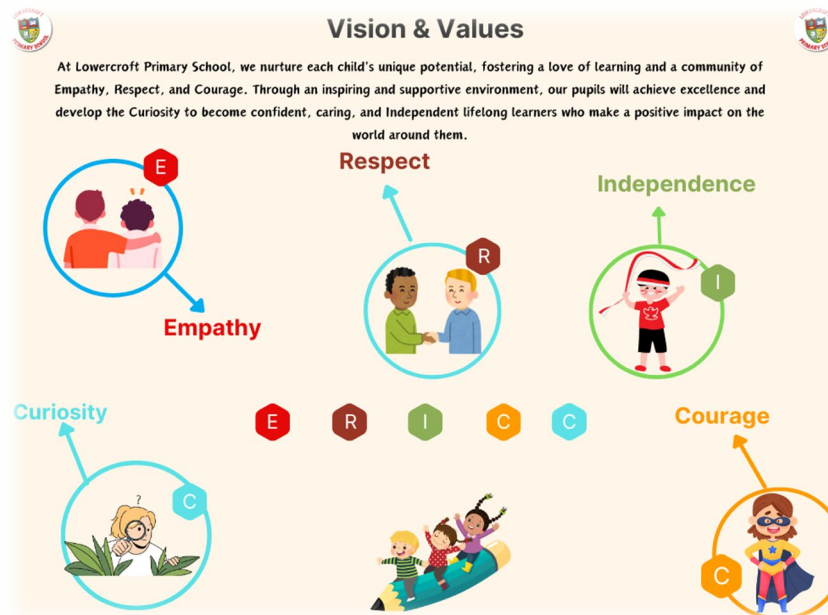 LOWERCROFT
PRIMARY SCHOOL
Vision & Values
At Lowercroft Primary School, we nurture each child's unique potential, fostering a love of learning and a community of
Empathy, Respect, and Courage. Through an inspiring and supportive environment, our pupils will achieve excellence and
develop the Curiosity to become confident, caring, and Independent lifelong learners who make a positive impact on the
world around them.
E
Respect
Independence
R
I
Empathy
Curiosity
E R I C C
Courage
?
C
C